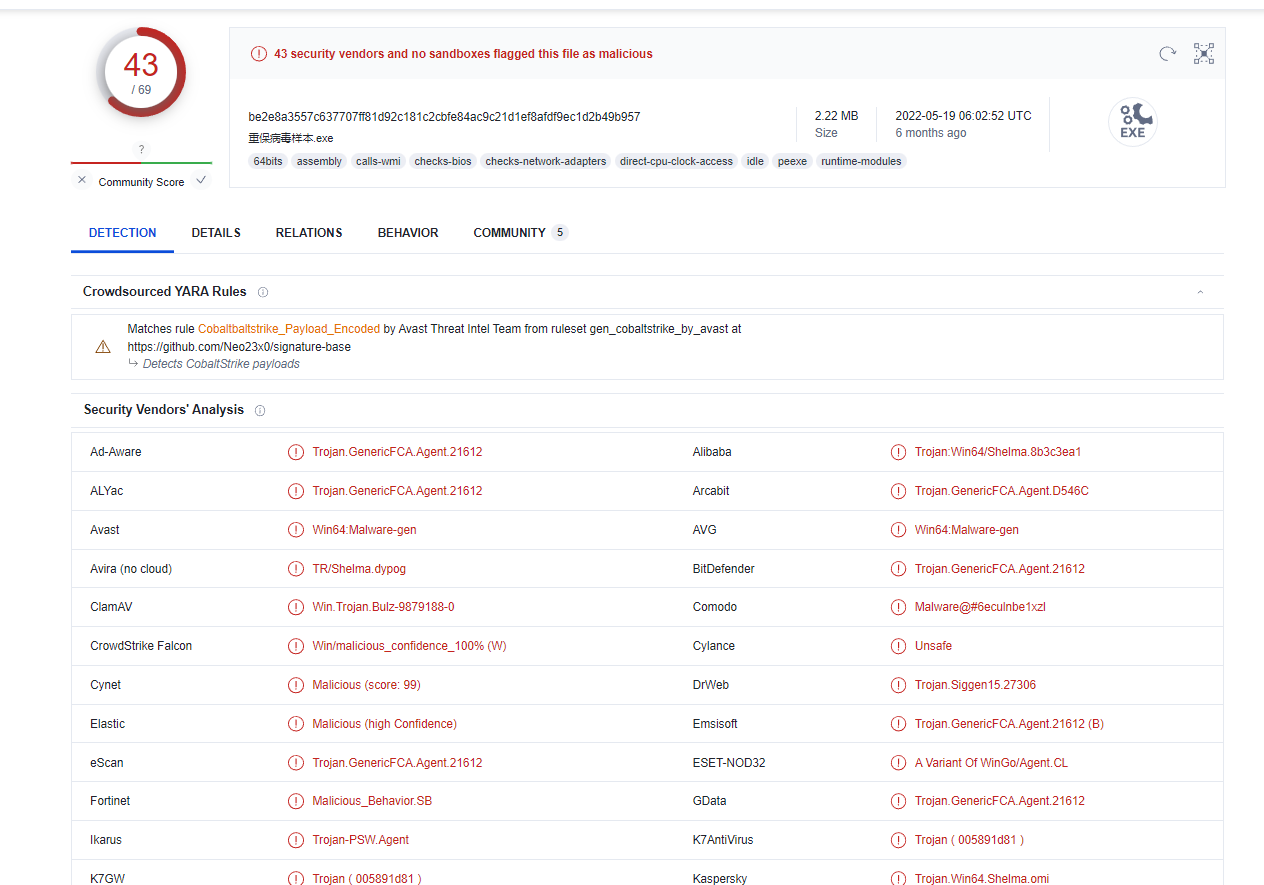 43
/ 69
?
Community Score
43 security vendors and no sandboxes flagged this file as malicious
be2e8a3557c637707ff81d92c181c2cbfe84ac9c21d1ef8afdf9ec1d2b49b957
重保病毒样本.exe
64bits assembly calls-wmi checks-bios checks-network-adapters direct-cpu-clock-access idle peexe runtime-modules
2.22 MB
Size
2022-05-19 06:02:52 UTC
6 months ago
EXE
DETECTION DETAILS RELATIONS BEHAVIOR COMMUNITY 5
Crowdsourced YARA Rules
Matches rule Cobaltbaltstrike_Payload_Encoded by Avast Threat Intel Team from ruleset gen_cobaltstrike_by_avast at
https://github.com/Neo23x0/signature-base
Detects CobaltStrike payloads
Security Vendors' Analysis
Ad-Aware Trojan.GenericFCA.Agent.21612 Alibaba Trojan:Win64/Shelma.8b3c3ea1
ALYac Trojan.GenericFCA.Agent.21612 Arcabit Trojan.GenericFCA.Agent.D546C
Avast Win64:Malware-gen AVG Win64:Malware-gen
Avira (no cloud) TR/Shelma.dypog BitDefender Trojan.GenericFCA.Agent.21612
ClamAV Win.Trojan.Bulz-9879188-0 Comodo Malware@#6eculnbe1xzl
CrowdStrike Falcon Win/malicious_confidence_100% (W) Cylance Unsafe
Cynet Malicious (score: 99) DrWeb Trojan.Siggen15.27306
Elastic Malicious (high Confidence) Emsisoft Trojan.GenericFCA.Agent.21612 (B)
eScan Trojan.GenericFCA.Agent.21612 ESET-NOD32 A Variant Of WinGo/Agent.CL
Fortinet Malicious_Behavior.SB GData Trojan.GenericFCA.Agent.21612
Ikarus Trojan-PSW.Agent K7AntiVirus Trojan ( 005891d81 )
K7GW Trojan ( 005891d81 ) Kaspersky Trojan.Win64.Shelma.omi